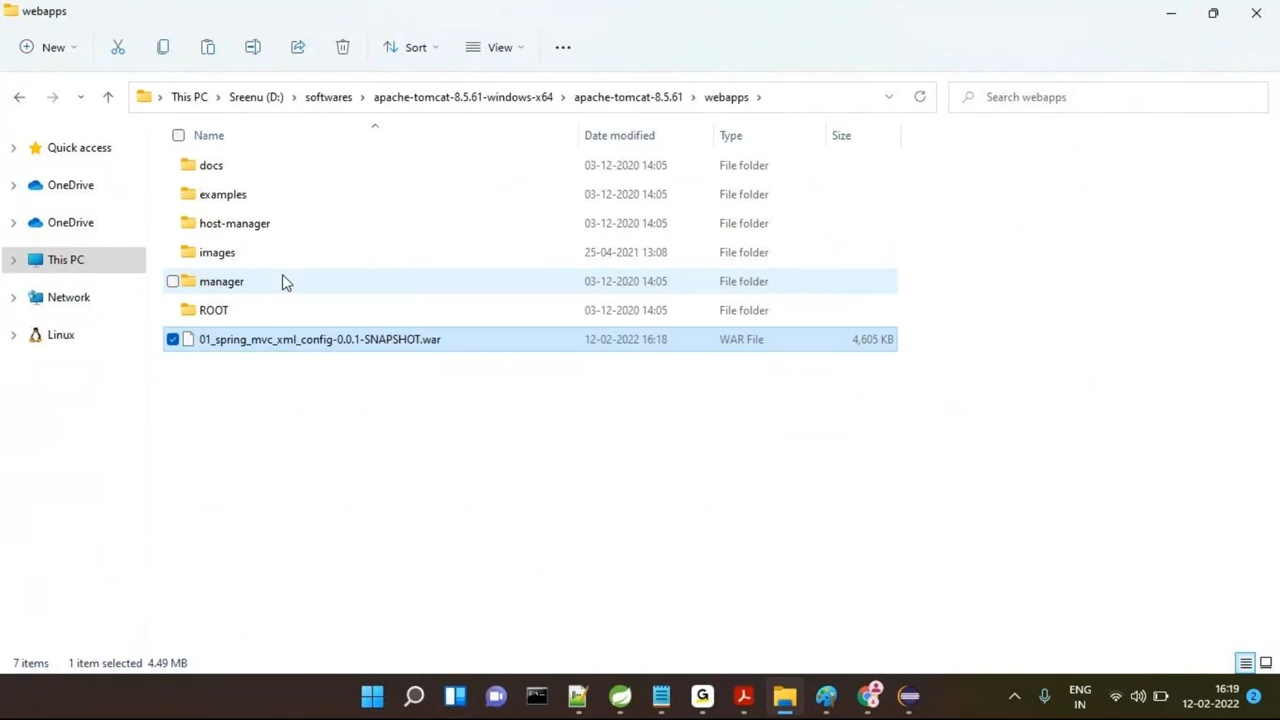 webapps
New Sort View
This PC > Sreenu (D:) > softwares > apache-tomcat-8.5.61-windows-x64 > apache-tomcat-8.5.61 > webapps >
Search webapps
Name Date modified Type Size
Quick access
OneDrive
OneDrive
This PC
Network
Linux
docs 03-12-2020 14:05 File folder
examples 03-12-2020 14:05 File folder
host-manager 03-12-2020 14:05 File folder
images 25-04-2021 13:08 File folder
manager 03-12-2020 14:05 File folder
ROOT 03-12-2020 14:05 File folder
01_spring_mvc_xml_config-0.0.1-SNAPSHOT.war 12-02-2022 16:18 WAR File 4,605 KB
7 items 1 item selected 4.49 MB
G
ENG
IN
16:19
12-02-2022
2